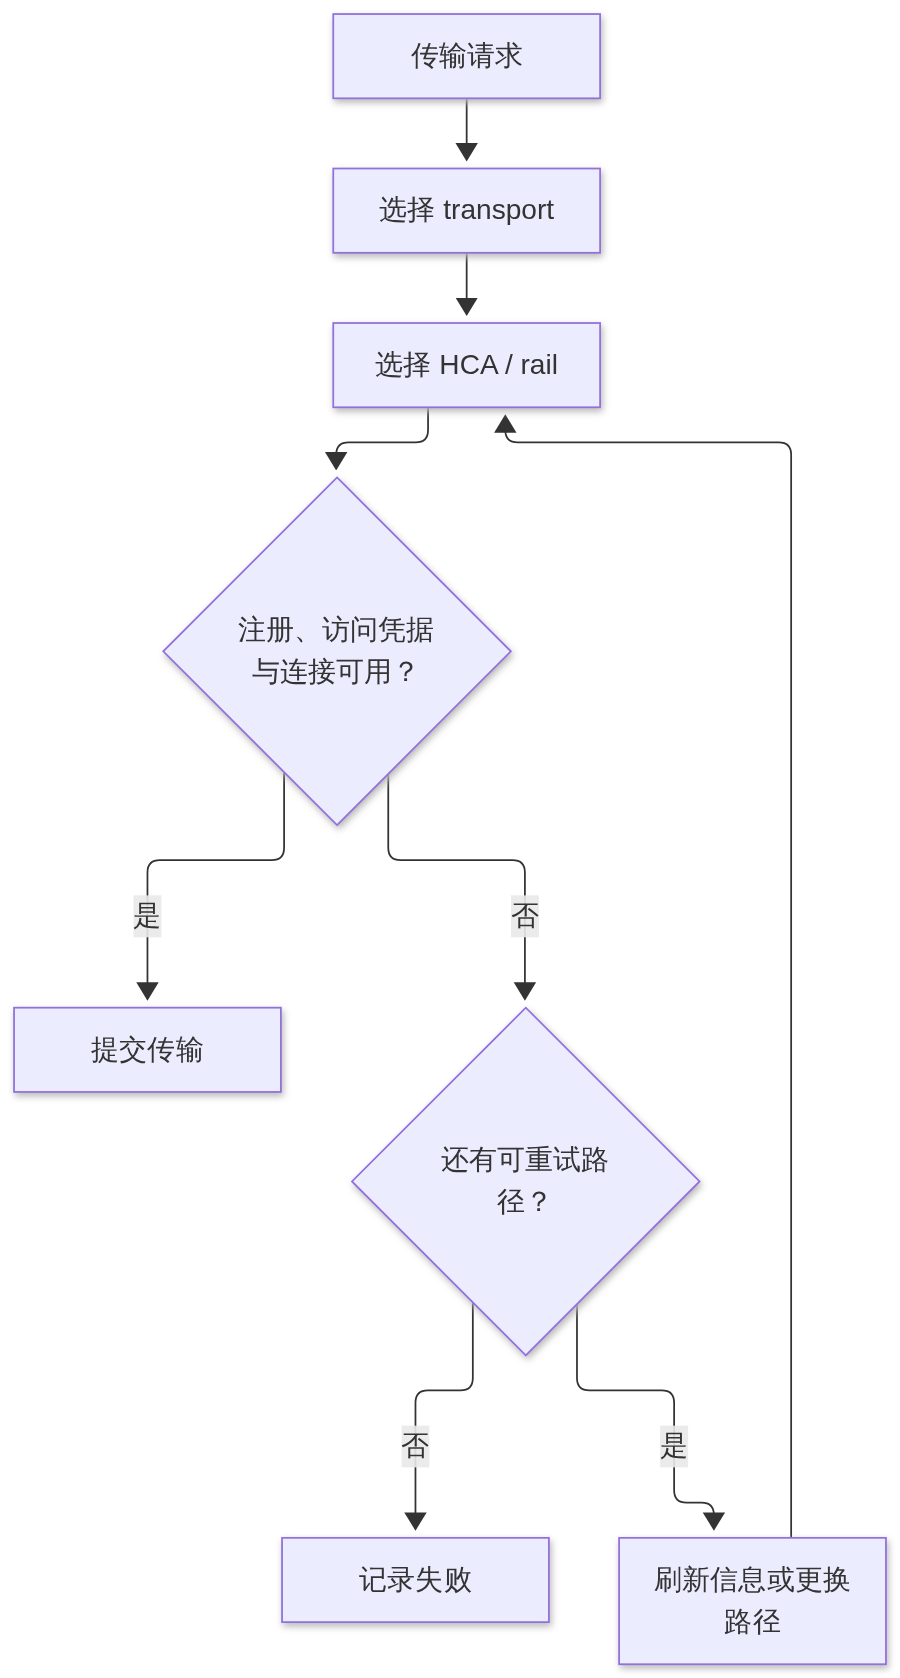 传输请求
选择 transport
选择 HCA / rail
注册、访问凭据
与连接可用？
是
否
提交传输
还有可重试路
径？
否
是
记录失败
刷新信息或更换
路径